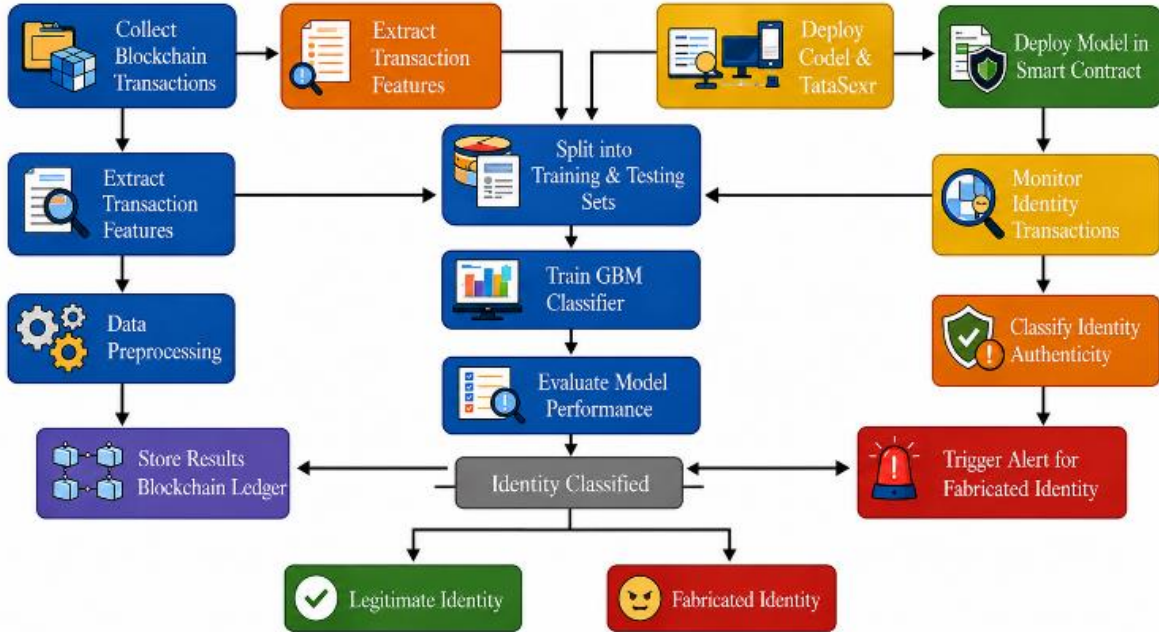 Collect
Blockchain
Transactions
Extract
Transaction
Features
Deploy
Codel &
TataSexr
Deploy Model in
Smart Contract
Extract
Transaction
Features
Split into
Training & Testing
Sets
Monitor
Identity
Transactions
Train GBM
Classifier
Data
Preprocessing
Classify Identity
Authenticity
Evaluate Model
Performance
Store Results
Blockchain Ledger
Identity Classified
Trigger Alert for
Fabricated Identity
Legitimate Identity
Fabricated Identity